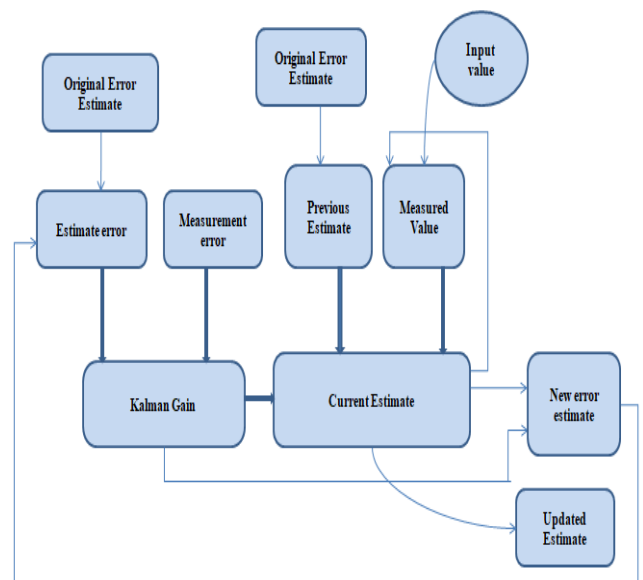 Original Error
Estimate
Original Error
Estimate
Input
value
Estimate error
Measurement
error
Previous
Estimate
Measured
Value
Kalman Gain
Current Estimate
New error
estimate
Updated
Estimate